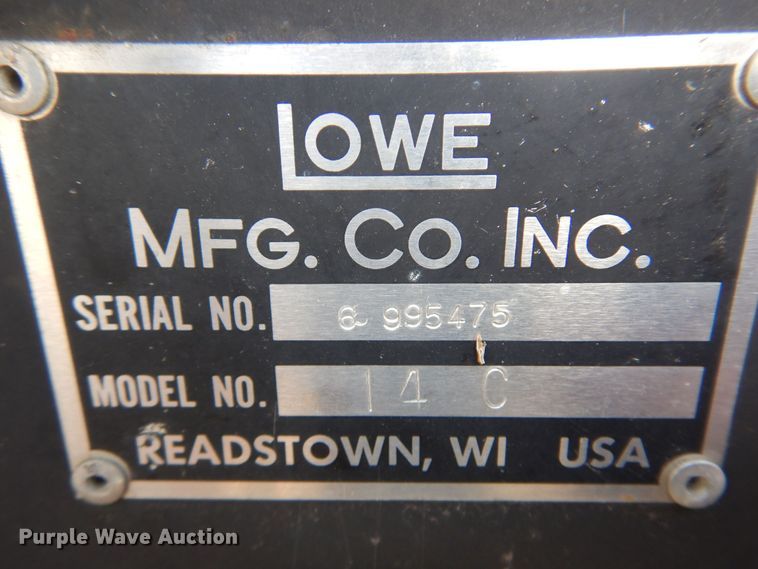 LOWE
MFG. CO. INC.
SERIAL NO. 6 995475
MODEL NO. 14 C
READSTOWN, WI USA
Purple Wave Auction